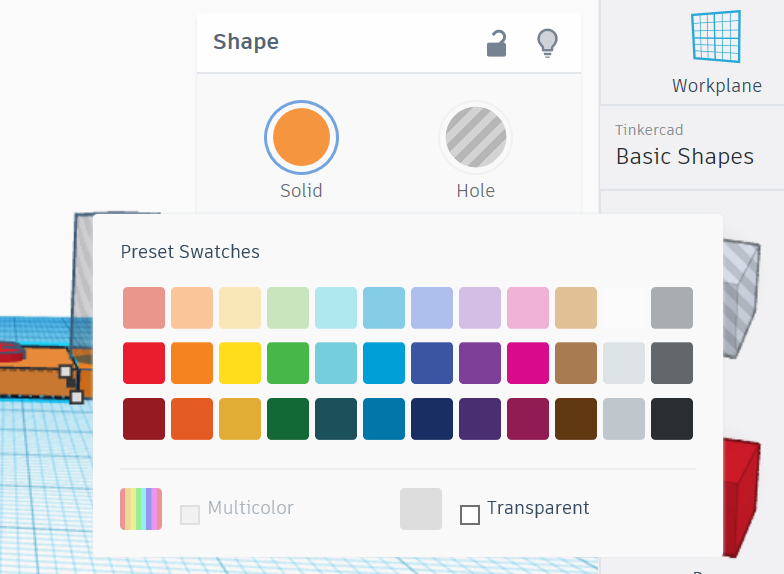 Shape
Workplane
Tinkercad
Basic Shapes
Solid
Hole
Preset Swatches
Multicolor
Transparent